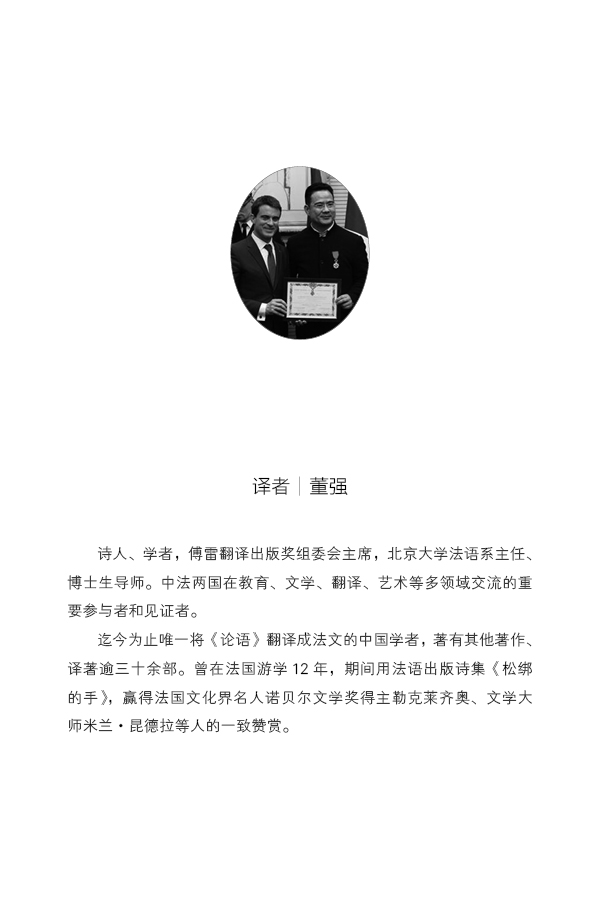 译者｜董强
诗人、学者，傅雷翻译出版奖组委会主席，北京大学法语系主任、
博士生导师。中法两国在教育、文学、翻译、艺术等多领域交流的重
要参与者和见证者。
迄今为止唯一将《论语》翻译成法文的中国学者，著有其他著作、
译著逾三十余部。曾在法国游学 12 年，期间用法语出版诗集《松绑
的手》，赢得法国文化界名人诺贝尔文学奖得主勒克莱齐奥、文学大
师米兰·昆德拉等人的一致赞赏。